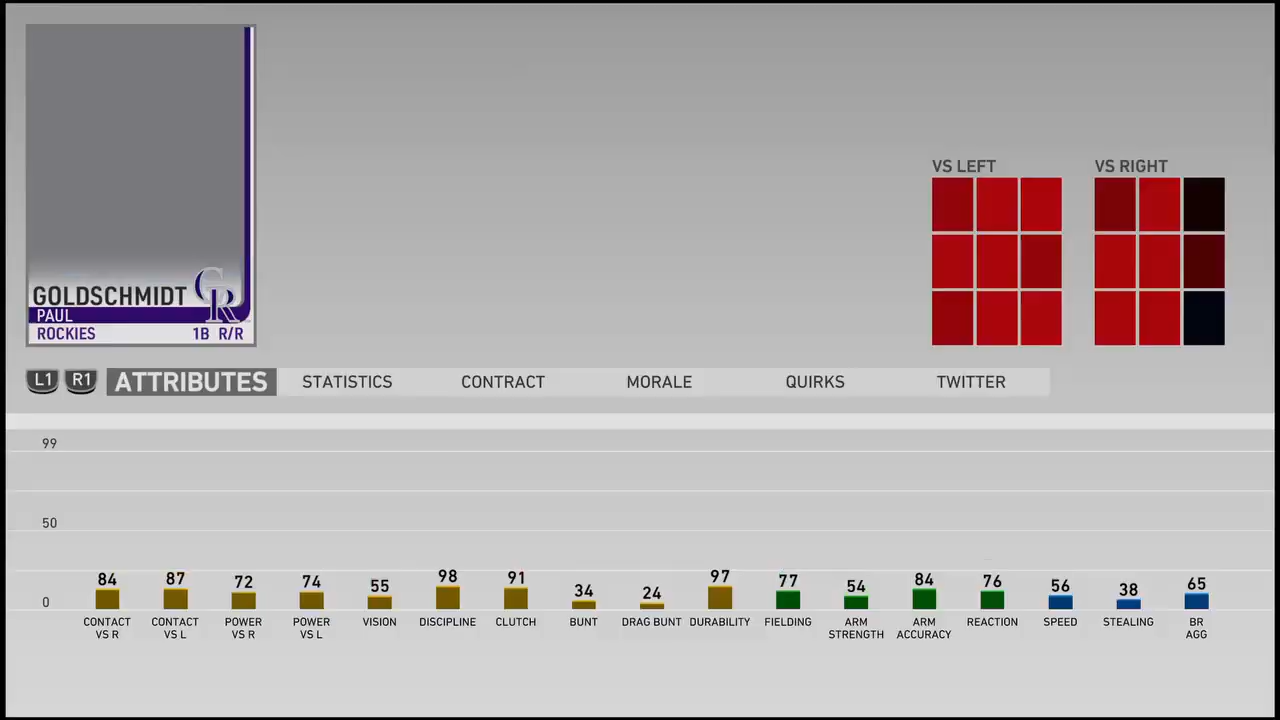 VS LEFT
VS RIGHT
GOLDSCHMIDT
CR
PAUL
ROCKIES 1B R/R
L1 R1 ATTRIBUTES STATISTICS CONTRACT MORALE QUIRKS TWITTER
99
50
0
84 87 72 74 55 98 91 34 24 97 77 54 84 76 56 38 65
CONTACT VS R
CONTACT VS L
POWER VS R
POWER VS L
VISION
DISCIPLINE
CLUTCH
BUNT
DRAG BUNT
DURABILITY
FIELDING
ARM STRENGTH
ARM ACCURACY
REACTION
SPEED
STEALING
BR AGG